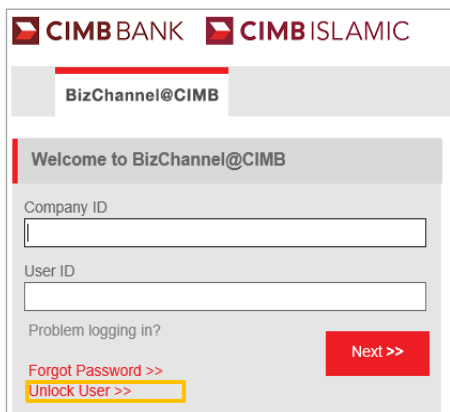 CIMB BANK CIMB ISLAMIC
BizChannel@CIMB
Welcome to BizChannel@CIMB
Company ID
User ID
Problem logging in?
Next >>
Forgot Password >>
Unlock User >>